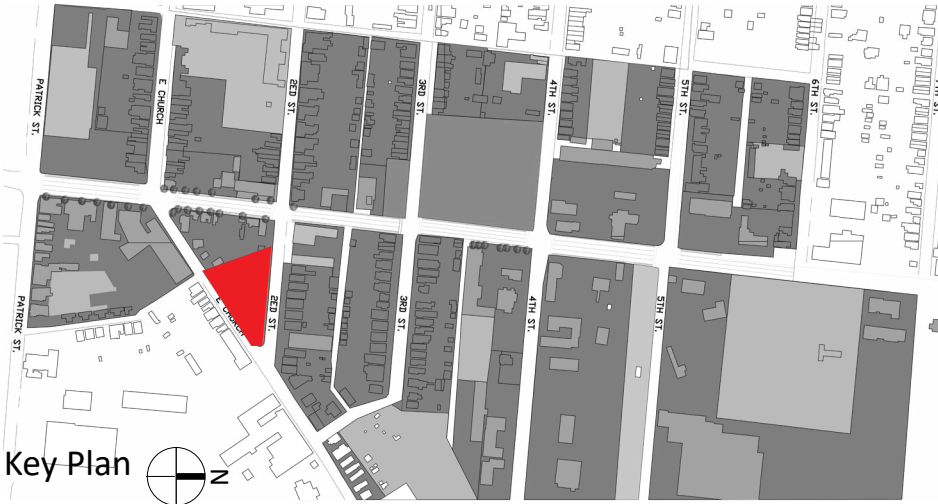 PATRICK ST.
E CHURCH
2ED ST.
3RD ST.
4TH ST.
5TH ST.
6TH ST.
PATRICK ST.
E CHURCH
2ED ST.
3RD ST.
4TH ST.
5TH ST.
Key Plan
N